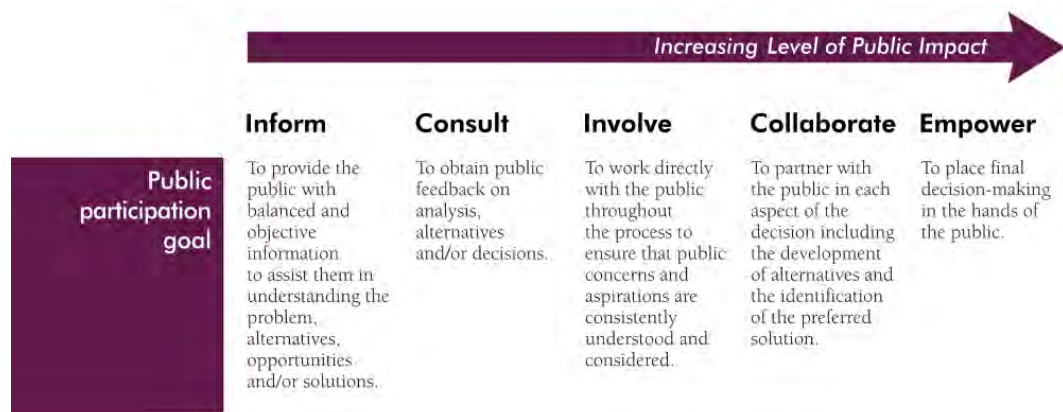 Increasing Level of Public Impact
Inform
Consult
Involve
Collaborate
Empower
Public
participation
goal
To provide the
public with
balanced and
objective
information
to assist them in
understanding the
problem,
alternatives,
opportunities
and/or solutions.
To obtain public
feedback on
analysis,
alternatives
and/or decisions.
To work directly
with the public
throughout
the process to
ensure that public
concerns and
aspirations are
consistently
understood and
considered.
To partner with
the public in each
aspect of the
decision including
the development
of alternatives and
the identification
of the preferred
solution.
To place final
decision-making
in the hands of
the public.